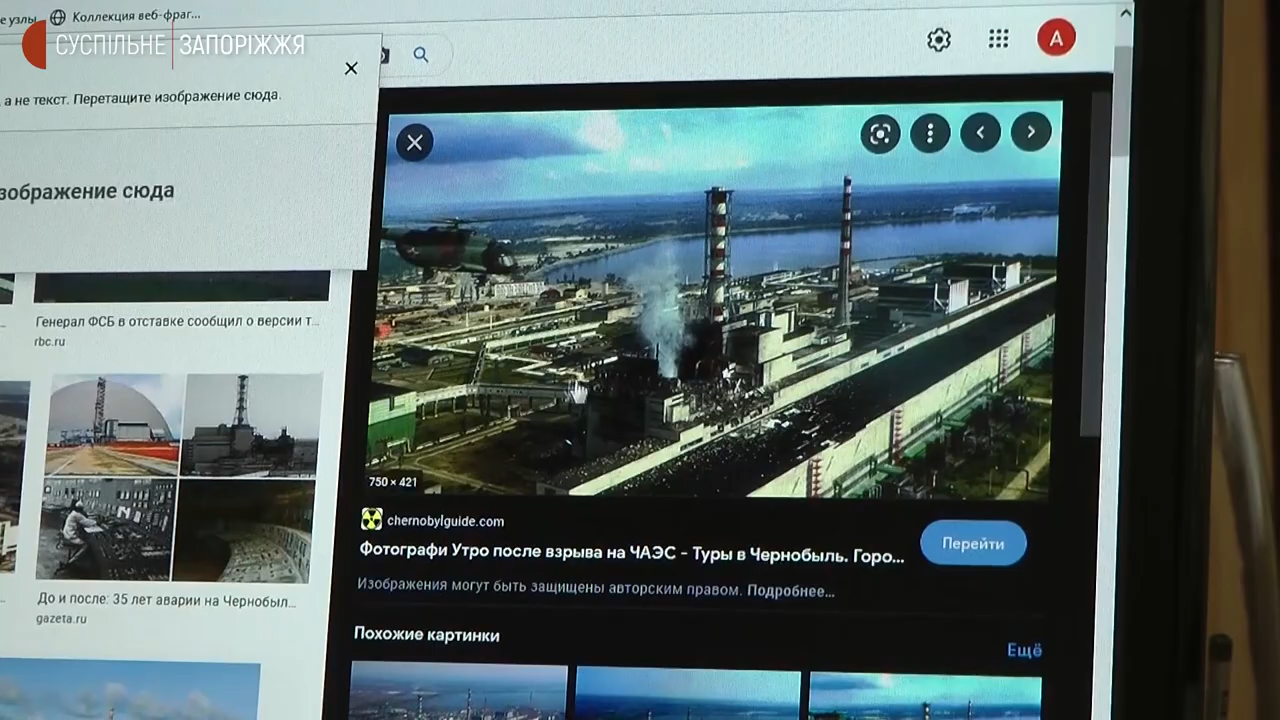 е узлы
Коллекция веб-фраг...
СУСПІЛЬНЕ ЗАПОРІЖЖЯ
A
, а не текст. Перетащите изображение сюда.
зображение сюда
Генерал ФСБ в отставке сообщил о версии т...
rbc.ru
До и после: 35 лет аварии на Чернобыл...
gazeta.ru
750 × 421
chernobylguide.com
Фотографи Утро после взрыва на ЧАЭС - Туры в Чернобыль. Горо...
Перейти
Изображения могут быть защищены авторским правом. Подробнее...
Похожие картинки
Ещё